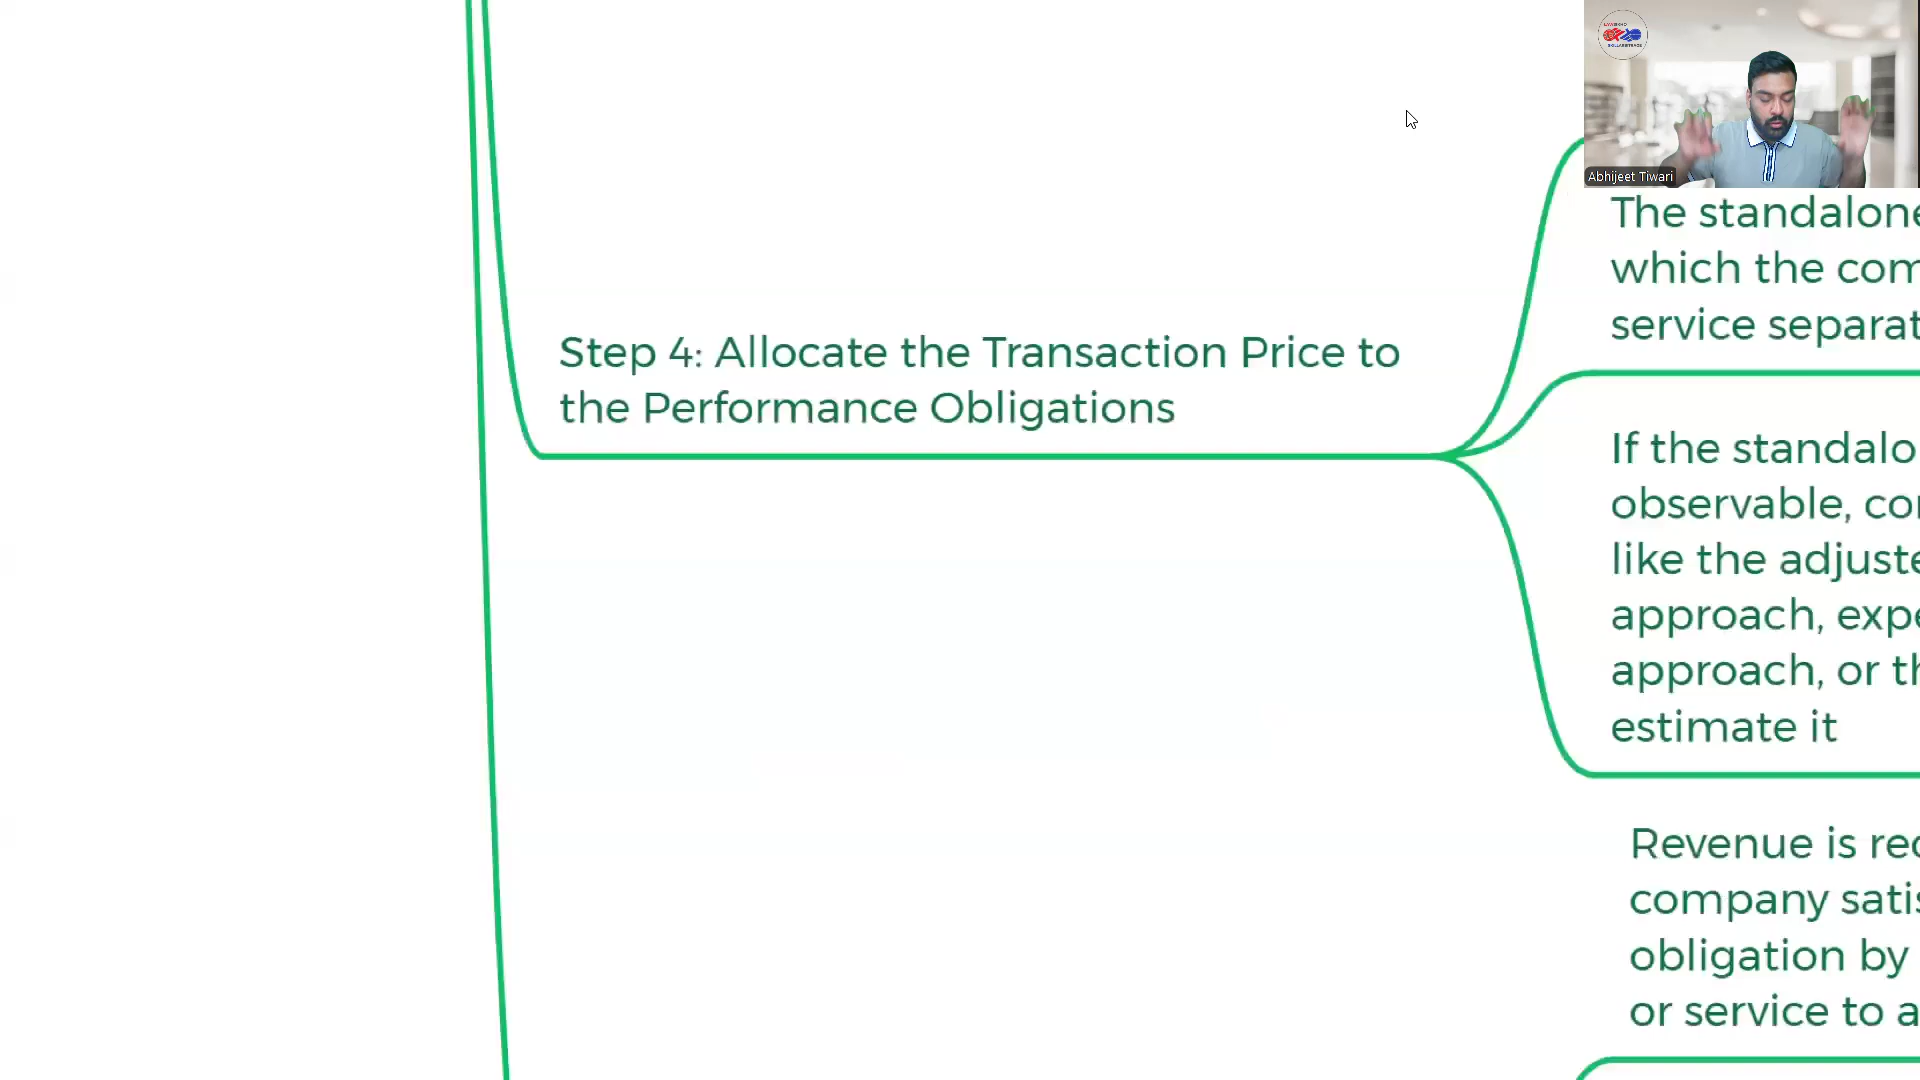 Abhijeet Tiwari
The standalone
which the com
service separat
Step 4: Allocate the Transaction Price to
the Performance Obligations
If the standalo
observable, co
like the adjuste
approach, expe
approach, or th
estimate it
Revenue is rec
company satis
obligation by
or service to a